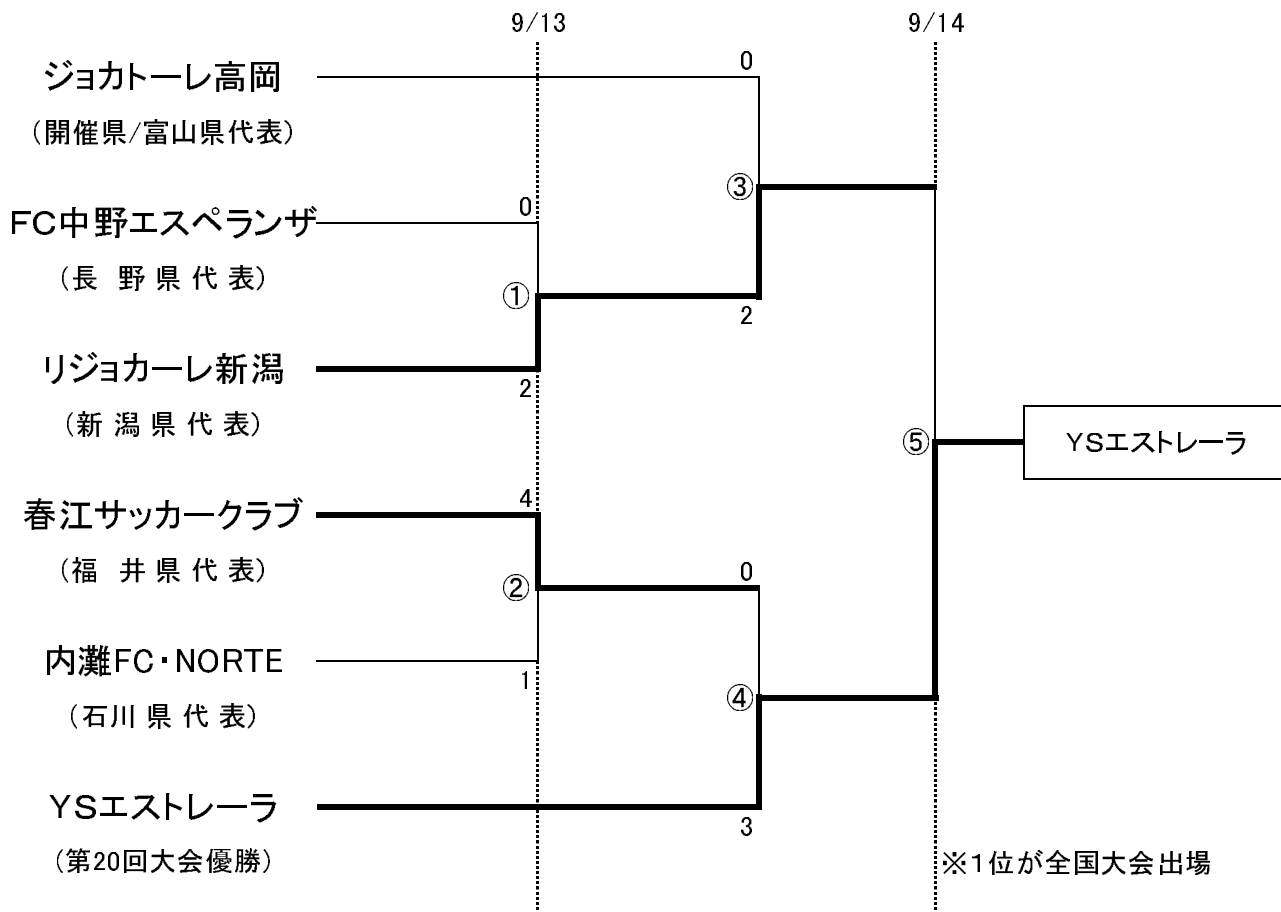 9/13
9/14
ジョカトーレ高岡
0
(開催県/富山県代表)
③
FC中野エスペランザ
0
(長 野 県 代 表)
①
2
リジョカーレ新潟
2
(新 潟 県 代 表)
⑤
YSエストレーラ
春江サッカークラブ
4
(福 井 県 代 表)
②
0
内灘FC・NORTE
1
(石 川 県 代 表)
④
YSエストレーラ
3
(第20回大会優勝)
※1位が全国大会出場